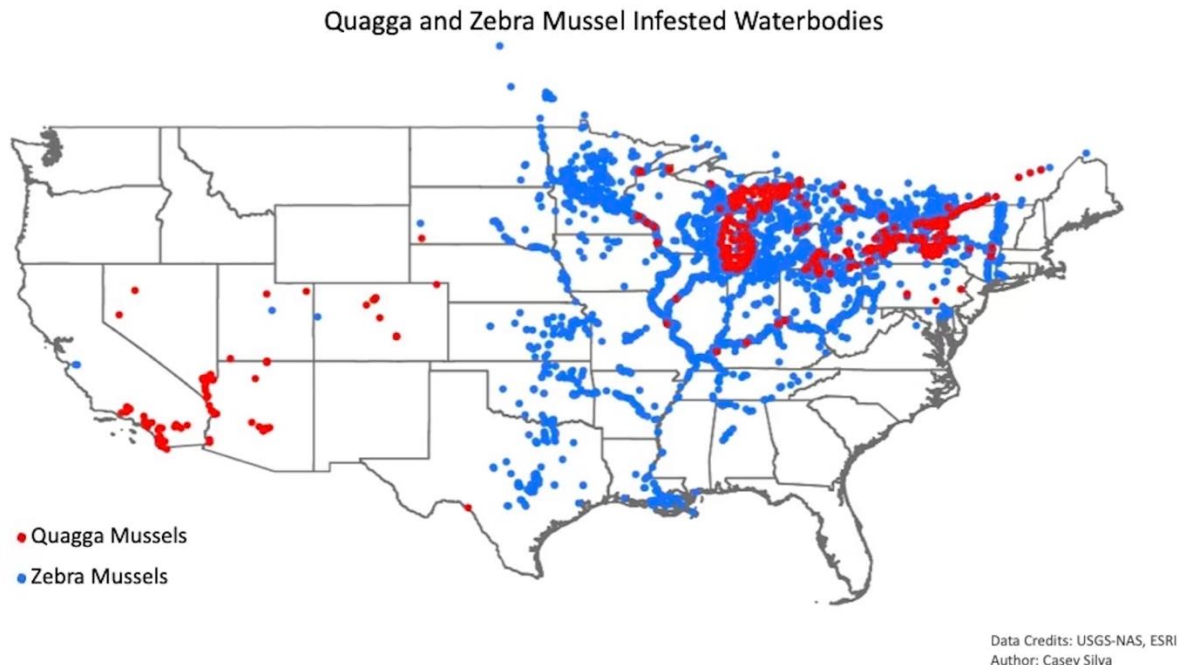 Quagga and Zebra Mussel Infested Waterbodies
Quagga Mussels
Zebra Mussels
Data Credits: USGS-NAS, ESRI
Author: Casey Silva